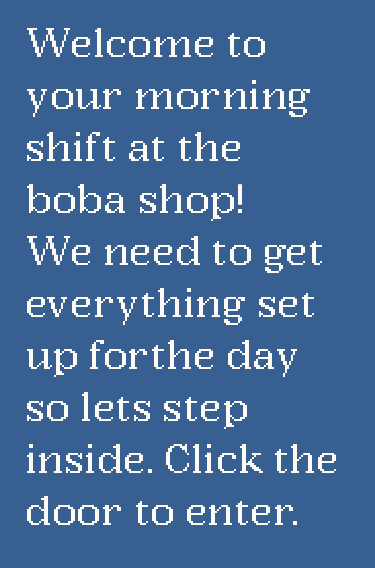 Welcome to
your morning
shift at the
boba shop!
We need to get
everything set
up forthe day
so lets step
inside. Click the
door to enter.